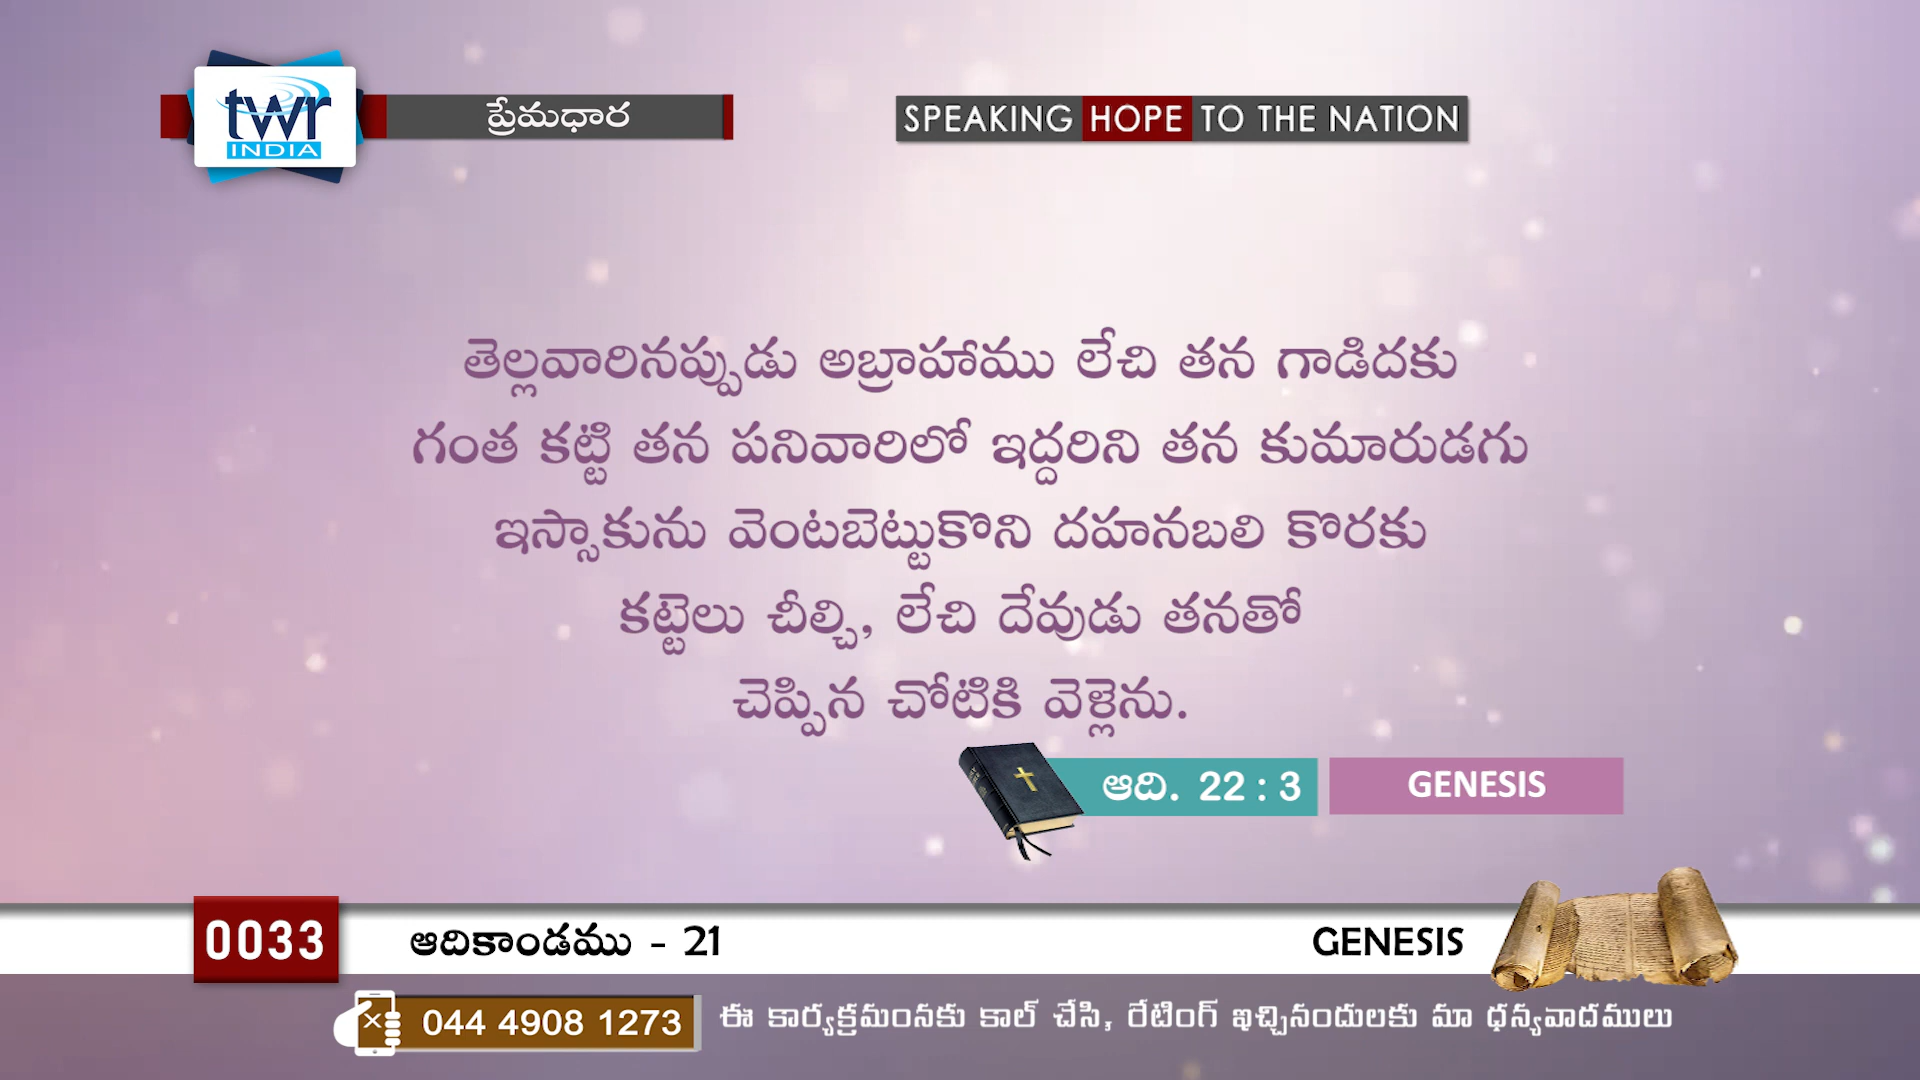 twr
INDIA
ప్రేమధార
SPEAKING HOPE TO THE NATION
తెల్లవారినప్పుడు అబ్రాహాము లేచి తన గాడిదకు
గంత కట్టి తన పనివారిలో ఇద్దరిని తన కుమారుడగు
ఇస్సాకును వెంటబెట్టుకొని దహనబలి కొరకు
కట్టెలు చీల్చి, లేచి దేవుడు తనతో
చెప్పిన చోటికి వెళ్లెను.
ఆది. 22 : 3
GENESIS
0033
ఆదికాండము - 21
GENESIS
044 4908 1273
ఈ కార్యక్రమంనకు కాల్ చేసి, రేటింగ్ ఇచ్చినందులకు మా ధన్యవాదములు